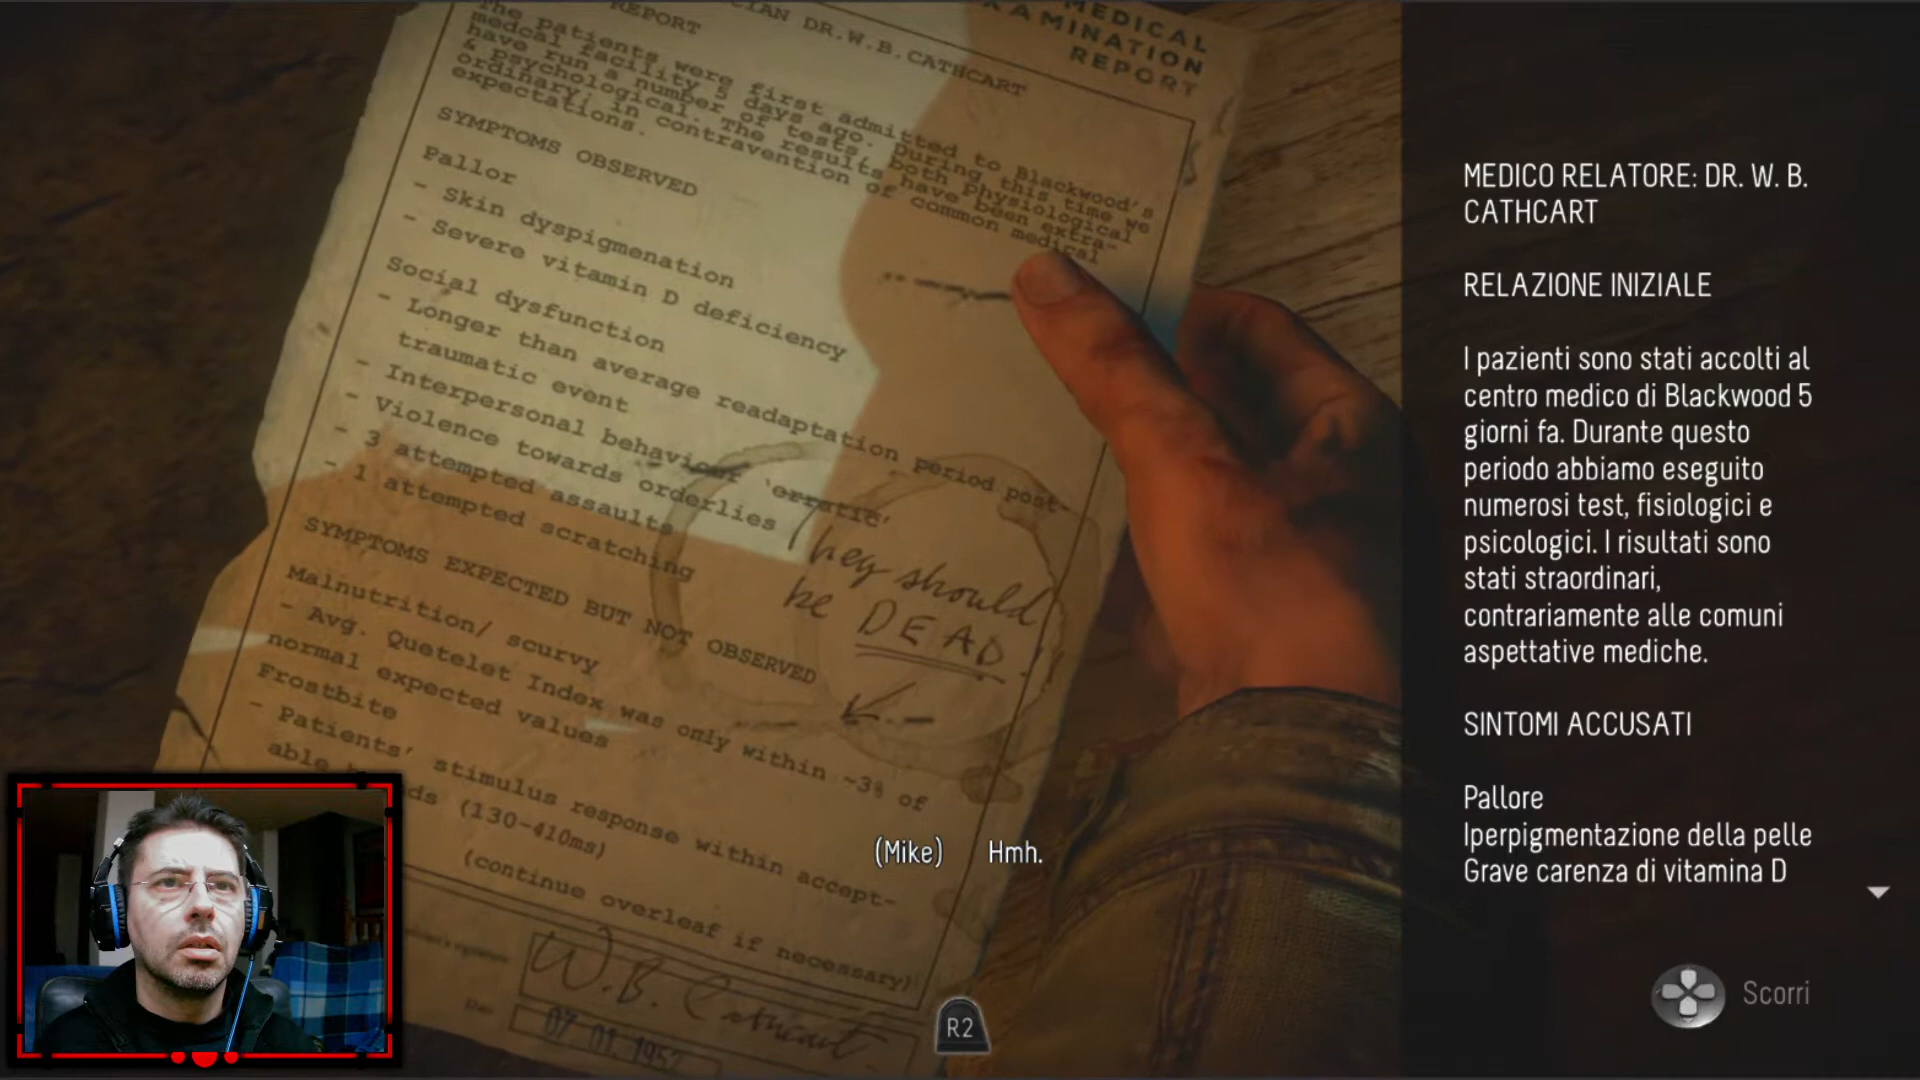 MEDICAL
EXAMINATION
REPORT
REPORT
DR.W.B.CATHCART
The patients were first admitted to Blackwood's
medcal facility 5 days ago. During this time we
have run a number of tests, both physiological
& psychological. The results have been extra-
ordinary; in contravention of common medical
expectations.
SYMPTOMS OBSERVED
Pallor
- Skin dyspigmenation
- Severe vitamin D deficiency
Social dysfunction
- Longer than average readaptation period post-
traumatic event
- Interpersonal behaviour 'erratic'
- Violence towards orderlies
- 3 attempted assaults
- 1 attempted scratching
They should
be DEAD!
SYMPTOMS EXPECTED BUT NOT OBSERVED
Malnutrition/ scurvy
- Avg. Quetelet Index was only within ~3% of
normal expected values
Frostbite
- Patients' stimulus response within accept-
able (130-410ms)
(continue overleaf if necessary)
W.B. Cathcart
07 01 1952
(Mike) Hmh.
R2
MEDICO RELATORE: DR. W. B.
CATHCART
RELAZIONE INIZIALE
I pazienti sono stati accolti al
centro medico di Blackwood 5
giorni fa. Durante questo
periodo abbiamo eseguito
numerosi test, fisiologici e
psicologici. I risultati sono
stati straordinari,
contrariamente alle comuni
aspettative mediche.
SINTOMI ACCUSATI
Pallore
Iperpigmentazione della pelle
Grave carenza di vitamina D
Scorri